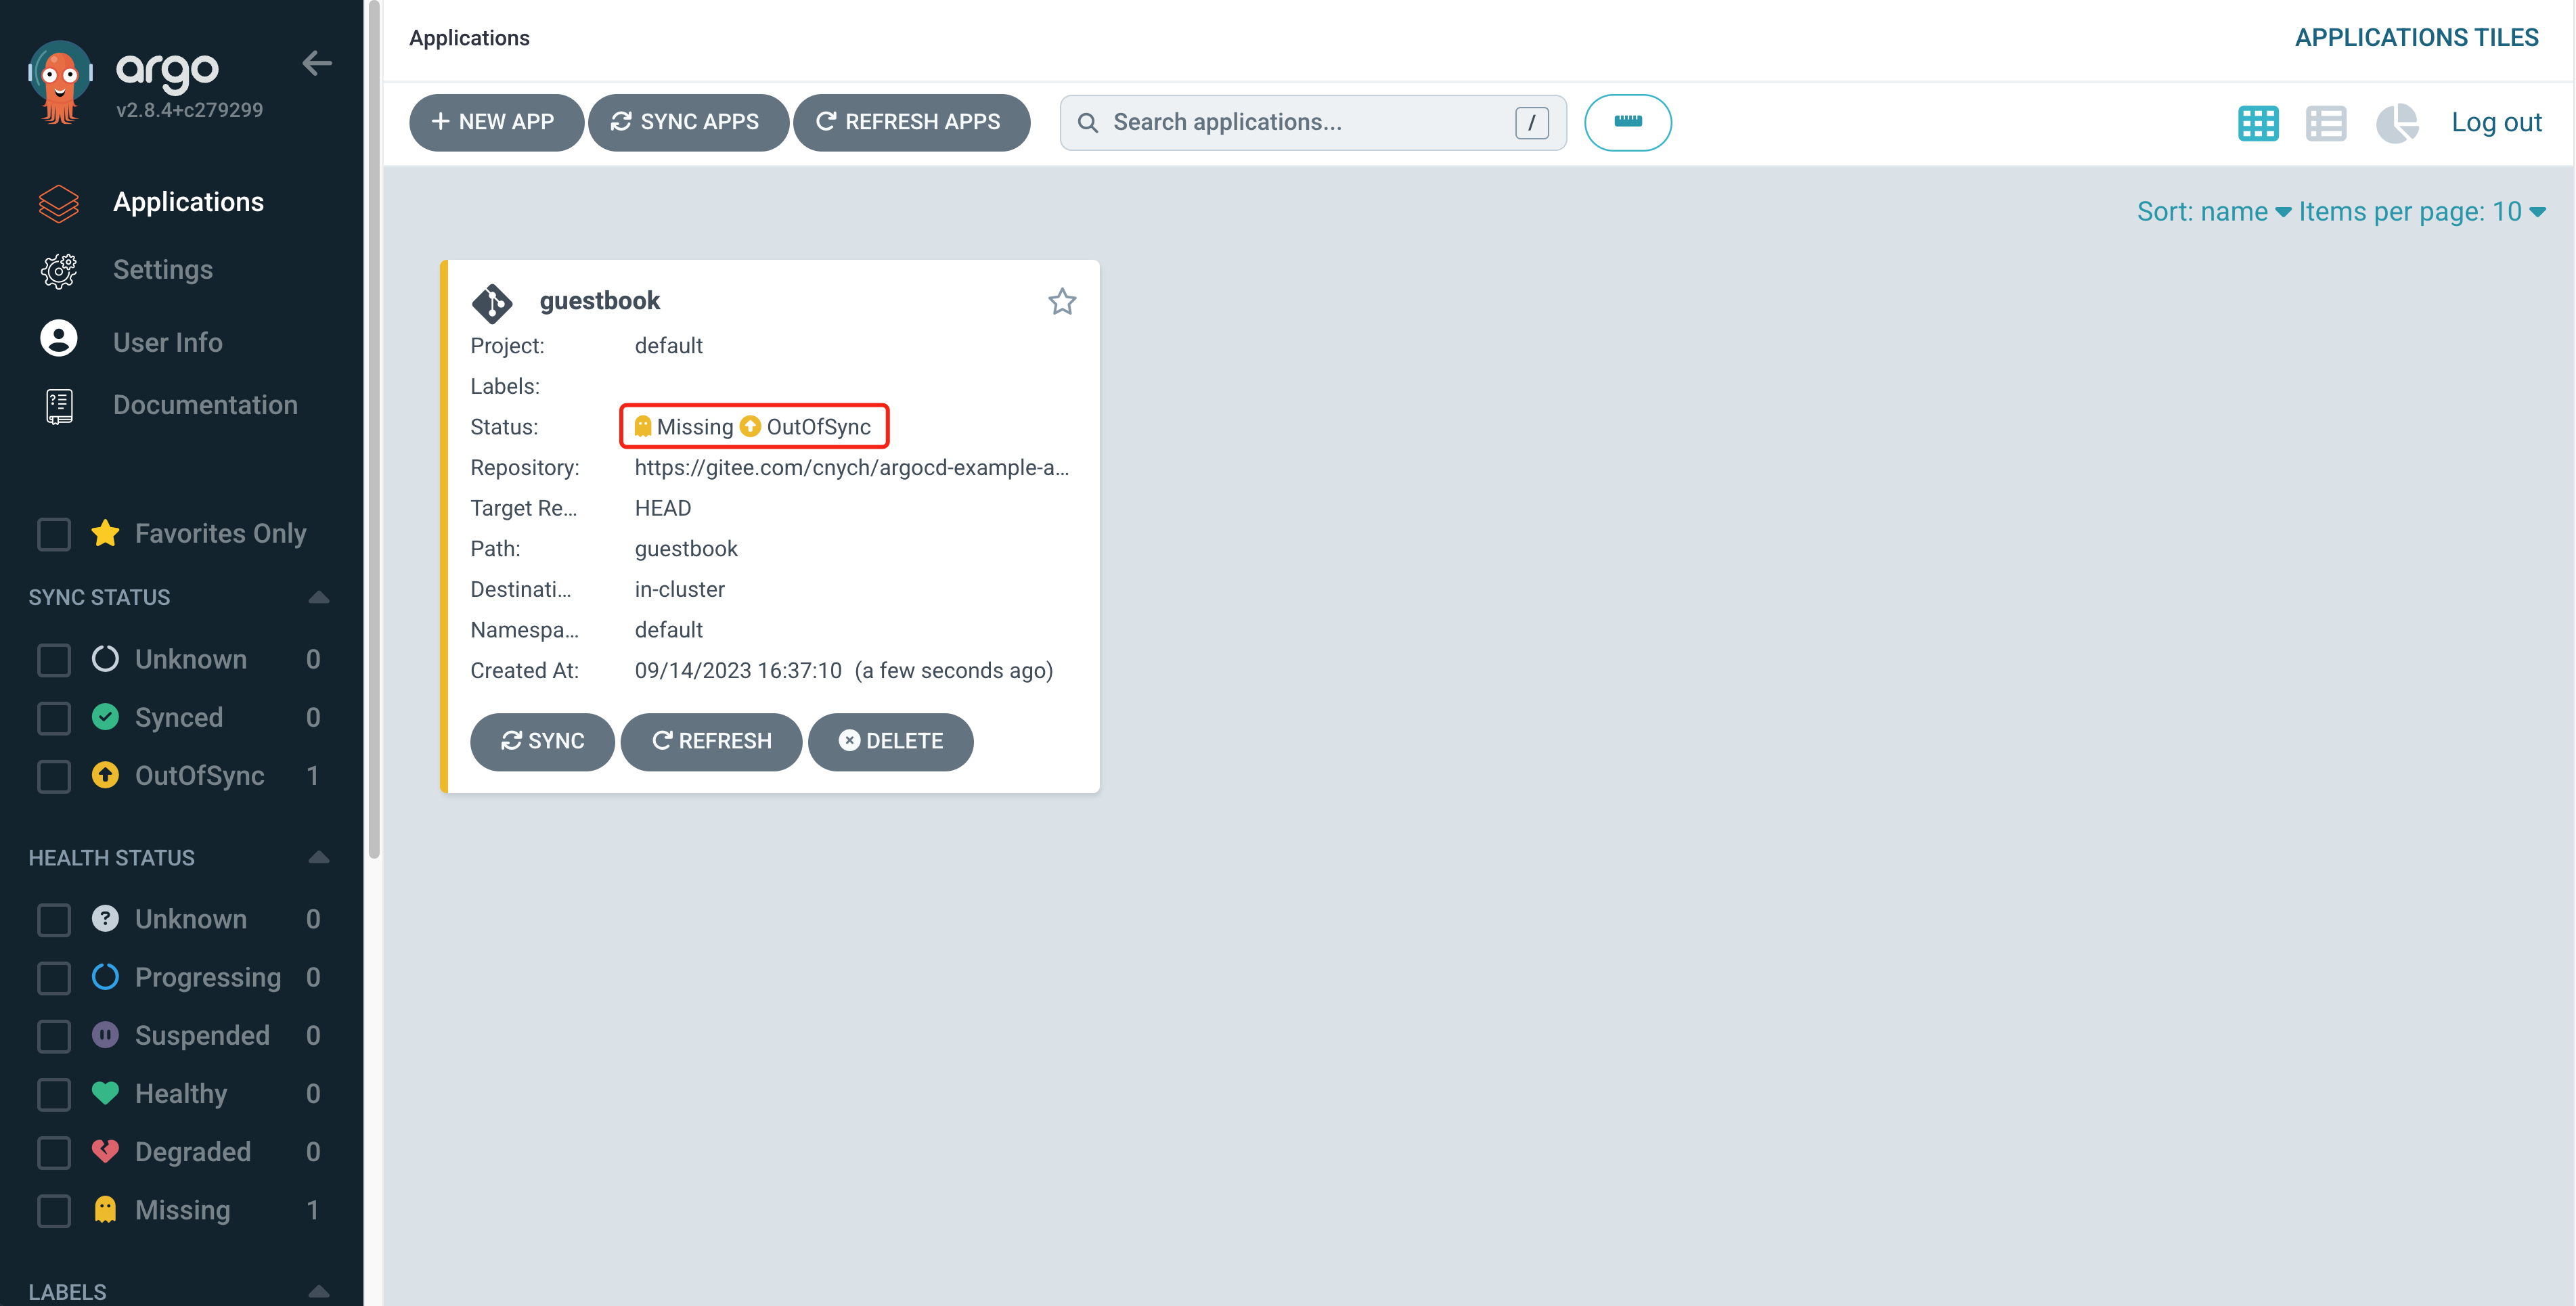 argo
v2.8.4+c279299
Applications
Settings
User Info
Documentation
Favorites Only
SYNC STATUS
Unknown 0
Synced 0
OutOfSync 1
HEALTH STATUS
Unknown 0
Progressing 0
Suspended 0
Healthy 0
Degraded 0
Missing 1
LABELS
Applications
APPLICATIONS TILES
+ NEW APP SYNC APPS REFRESH APPS Search applications... / Log out
Sort: name Items per page: 10
guestbook
Project: default
Labels:
Status: Missing OutOfSync
Repository: https://gitee.com/cnych/argocd-example-a...
Target Re... HEAD
Path: guestbook
Destinati... in-cluster
Namespa... default
Created At: 09/14/2023 16:37:10 (a few seconds ago)
SYNC REFRESH DELETE